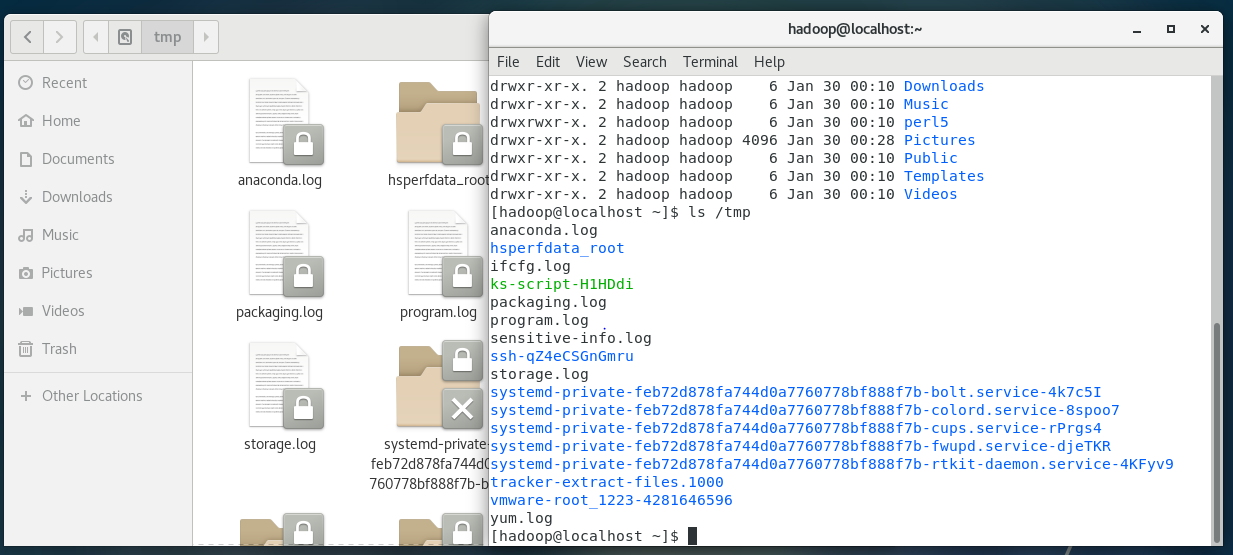 tmp
Recent
Home
Documents
Downloads
Music
Pictures
Videos
Trash
Other Locations
anaconda.log
hsperfdata_root
packaging.log
program.log
storage.log
systemd-private-
feb72d878fa744d0
760778bf888f7b-b
hadoop@localhost:~
File Edit View Search Terminal Help
drwxr-xr-x. 2 hadoop hadoop    6 Jan 30 00:10 Downloads
drwxr-xr-x. 2 hadoop hadoop    6 Jan 30 00:10 Music
drwxrwxr-x. 2 hadoop hadoop    6 Jan 30 00:10 perl5
drwxr-xr-x. 2 hadoop hadoop 4096 Jan 30 00:28 Pictures
drwxr-xr-x. 2 hadoop hadoop    6 Jan 30 00:10 Public
drwxr-xr-x. 2 hadoop hadoop    6 Jan 30 00:10 Templates
drwxr-xr-x. 2 hadoop hadoop    6 Jan 30 00:10 Videos
[hadoop@localhost ~]$ ls /tmp
anaconda.log
hsperfdata_root
ifcfg.log
ks-script-H1HDdi
packaging.log
program.log
sensitive-info.log
ssh-qZ4eCSGnGmru
storage.log
systemd-private-feb72d878fa744d0a7760778bf888f7b-bolt.service-4k7c5I
systemd-private-feb72d878fa744d0a7760778bf888f7b-colord.service-8spoo7
systemd-private-feb72d878fa744d0a7760778bf888f7b-cups.service-rPrgs4
systemd-private-feb72d878fa744d0a7760778bf888f7b-fwupd.service-djeTKR
systemd-private-feb72d878fa744d0a7760778bf888f7b-rtkit-daemon.service-4KFyv9
tracker-extract-files.1000
vmware-root_1223-4281646596
yum.log
[hadoop@localhost ~]$